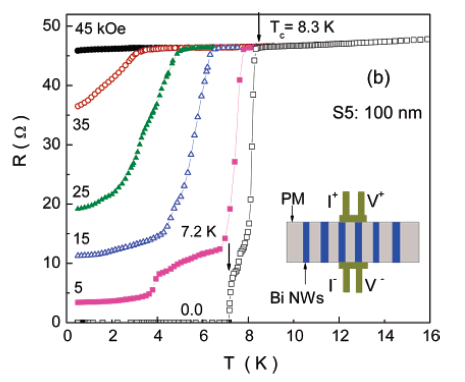 50
40
30
20
10
0
R (Ω)
45 kOe
35
25
15
5
0.0
T_c= 8.3 K
(b)
S5: 100 nm
7.2 K
PM
I⁺ V⁺
I⁻ V⁻
Bi NWs
0 2 4 6 8 10 12 14 16
T (K)